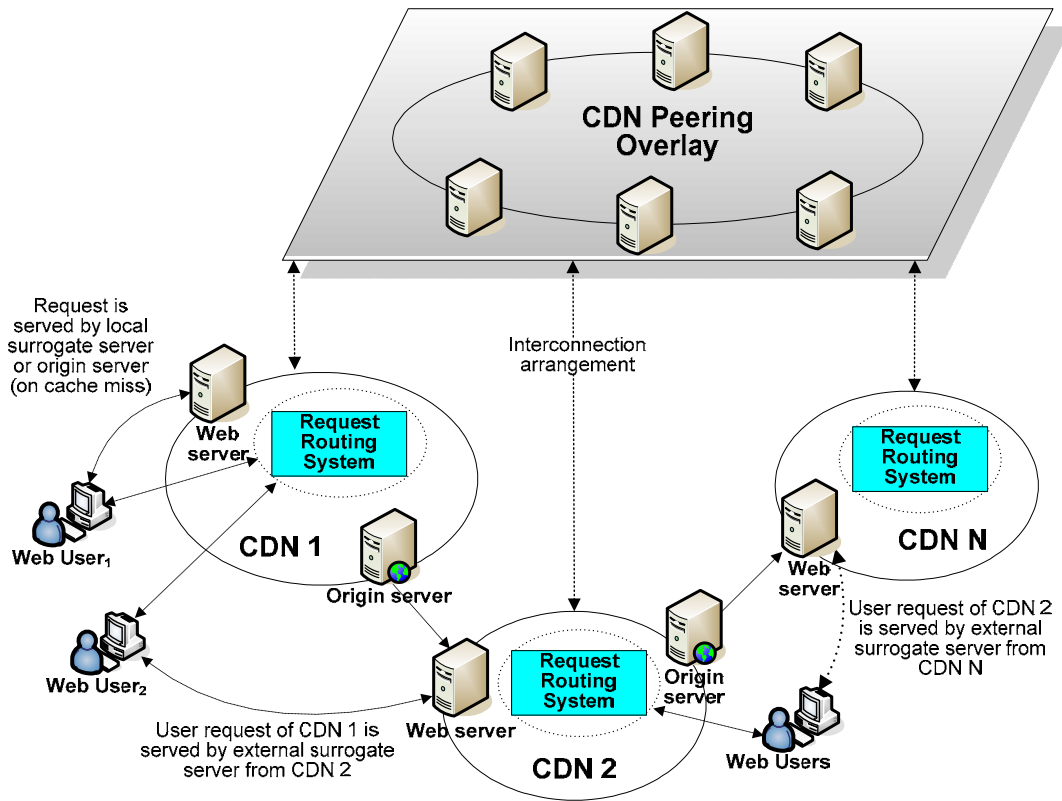 CDN Peering
Overlay
Request is
served by local
surrogate server
or origin server
(on cache miss)
Interconnection
arrangement
Web
server
Request
Routing
System
Request
Routing
System
Web User₁
CDN 1
Origin server
CDN N
Web
server
Web User₂
User request of CDN 2
is served by external
surrogate server from
CDN N
Request
Routing
System
Origin
server
Web server
User request of CDN 1 is
served by external surrogate
server from CDN 2
CDN 2
Web Users